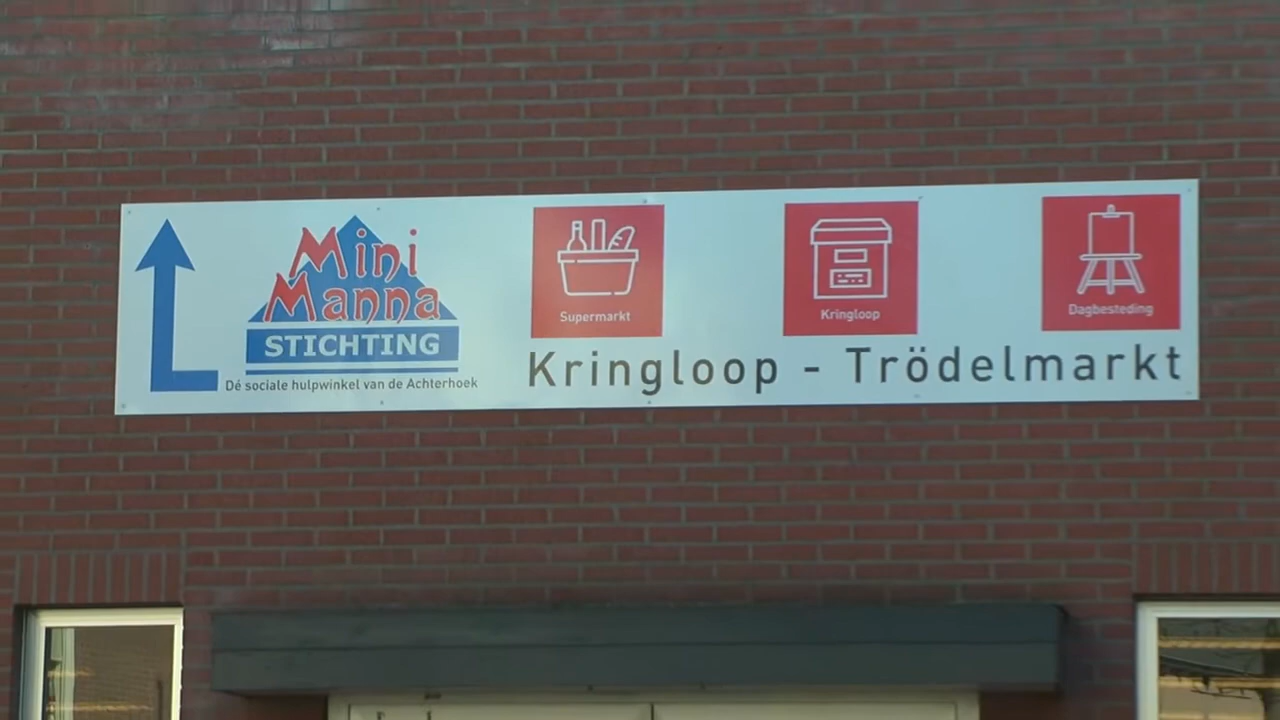 Mini
Manna
STICHTING
Dé sociale hulpwinkel van de Achterhoek
Supermarkt
Kringloop
Dagbesteding
Kringloop - Trödelmarkt